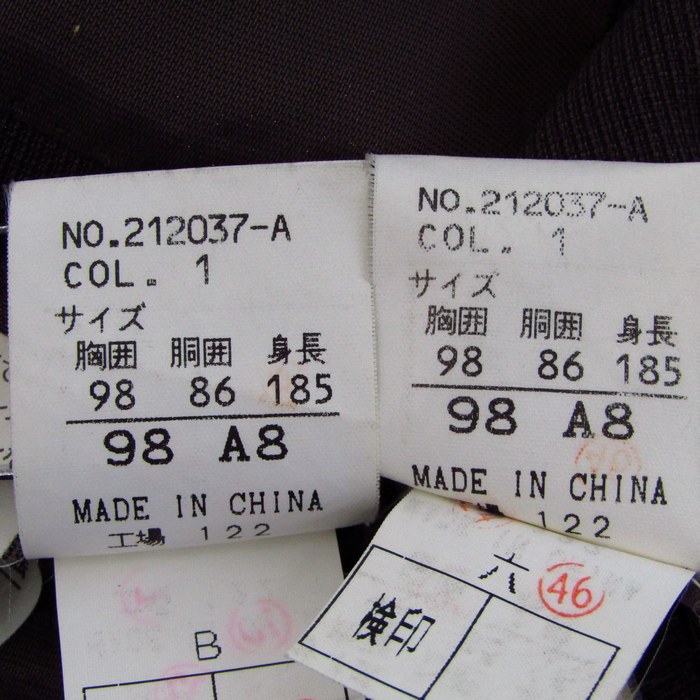 NO.212037-A
COL. 1
サイズ
胸囲 胴囲 身長
98 86 185
98 A8
MADE IN CHINA
工場 122
B
NO.212037-A
COL. 1
サイズ
胸囲 胴囲 身長
98 86 185
98 A8
MADE IN CHINA
122
六 46
検印